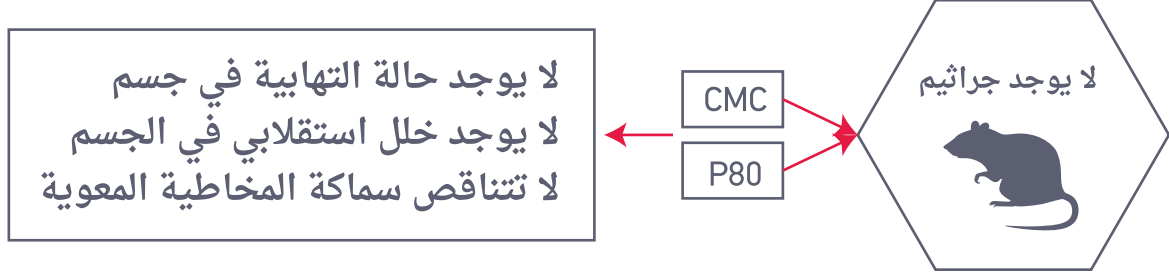 لا يوجد جراثيم
CMC
P80
لا يوجد حالة التهابية في جسم
لا يوجد خلل استقلابي في الجسم
لا تتناقص سماكة المخاطية المعوية